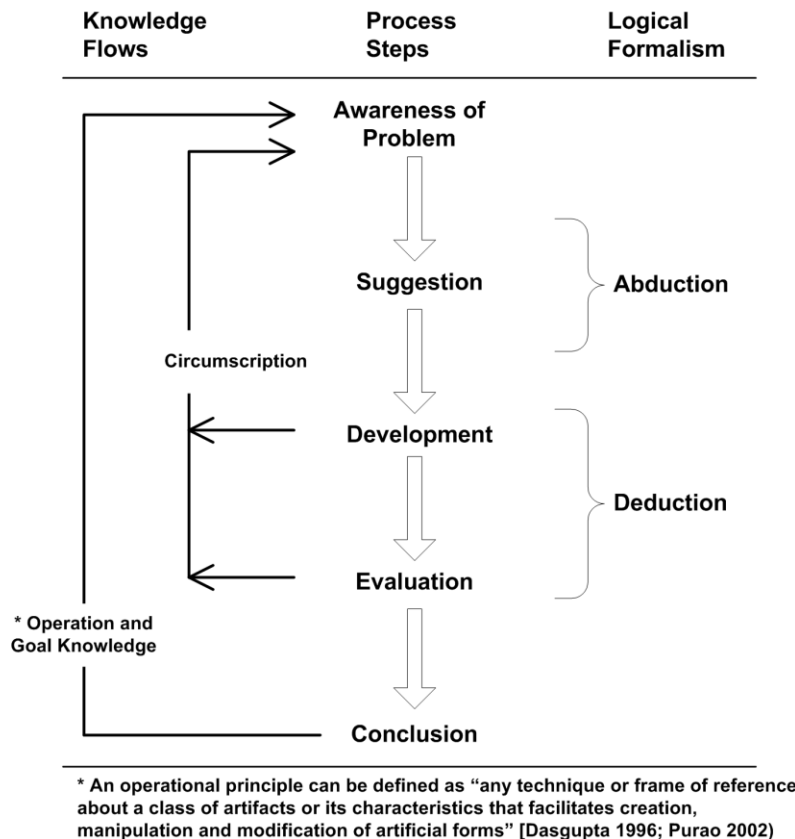 Knowledge Flows
Process Steps
Logical Formalism
Awareness of
Problem
Suggestion
Abduction
Circumscription
Development
Deduction
Evaluation
* Operation and
Goal Knowledge
Conclusion
* An operational principle can be defined as “any technique or frame of reference
about a class of artifacts or its characteristics that facilitates creation,
manipulation and modification of artificial forms” [Dasgupta 1996; Purao 2002)